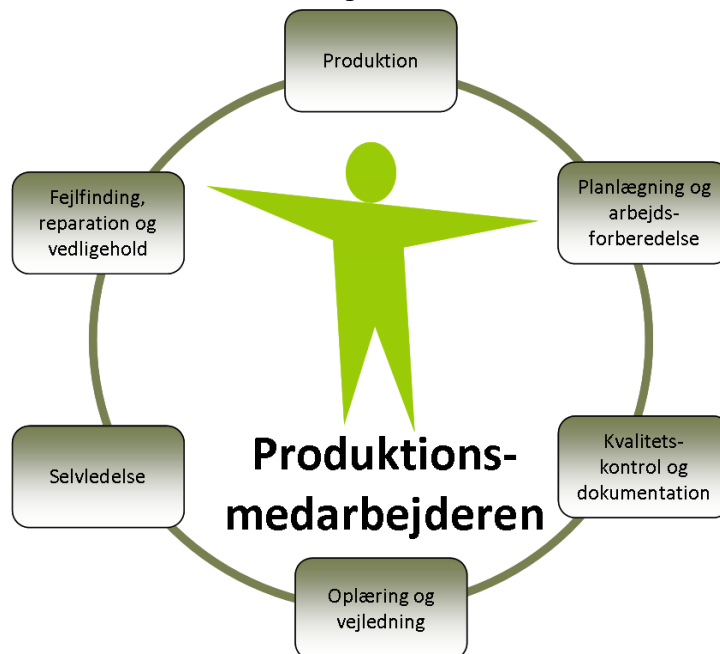 Produktion
Planlægning og
arbejds-
forberedelse
Kvalitets-
kontrol og
dokumentation
Oplæring og
vejledning
Selvledelse
Fejlfinding,
reparation og
vedligehold
Produktions-
medarbejderen